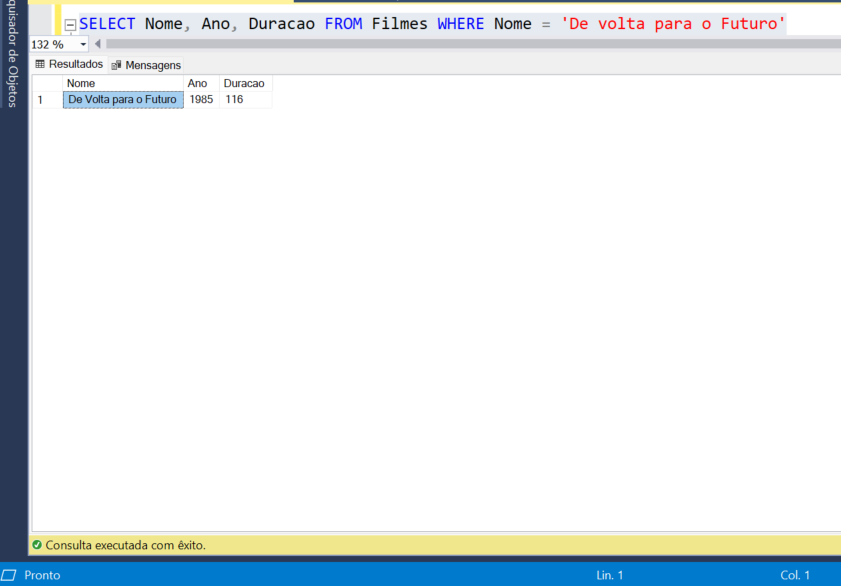 SELECT Nome, Ano, Duracao FROM Filmes WHERE Nome = 'De volta para o Futuro'
132 %
Resultados Mensagens
Nome Ano Duracao
1 De Volta para o Futuro 1985 116
Consulta executada com êxito.
Pronto Lin. 1 Col. 1
de Objetos